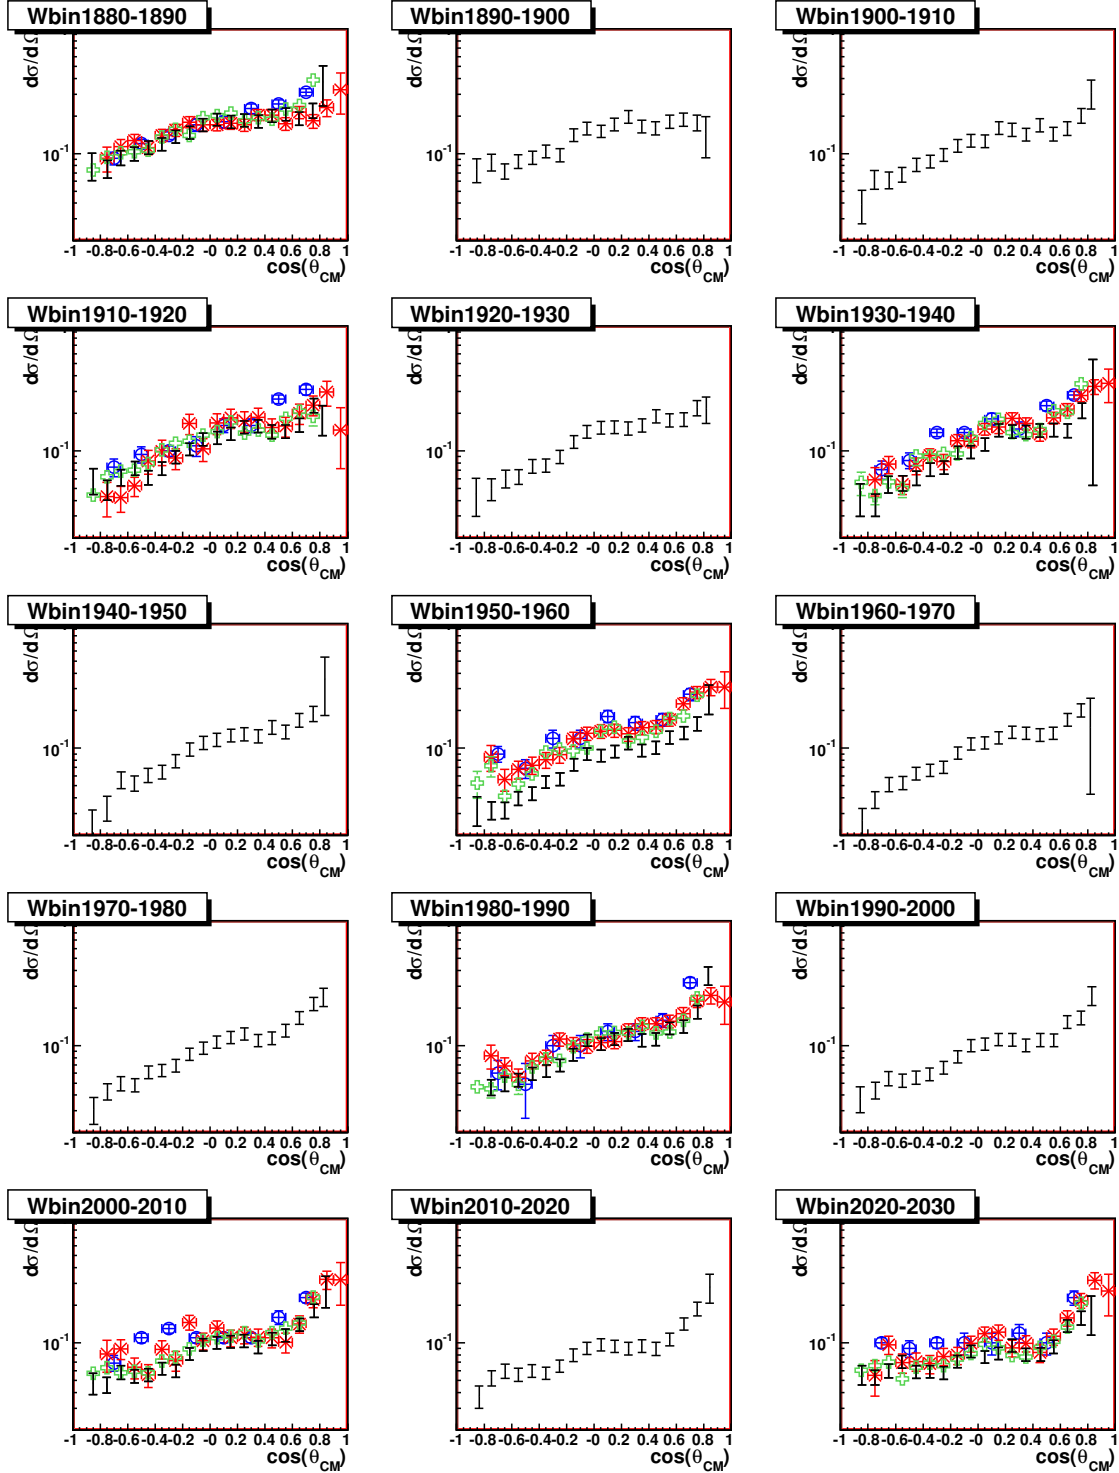 Wbin1880-1890 Wbin1890-1900 Wbin1900-1910
dσ/dΩ dσ/dΩ dσ/dΩ
10⁻¹ 10⁻¹ 10⁻¹
-1 -0.8-0.6-0.4-0.2 -0 0.2 0.4 0.6 0.8 1 -1 -0.8-0.6-0.4-0.2 -0 0.2 0.4 0.6 0.8 1 -1 -0.8-0.6-0.4-0.2 -0 0.2 0.4 0.6 0.8 1
cos(θCM) cos(θCM) cos(θCM)
Wbin1910-1920 Wbin1920-1930 Wbin1930-1940
dσ/dΩ dσ/dΩ dσ/dΩ
10⁻¹ 10⁻¹ 10⁻¹
-1 -0.8-0.6-0.4-0.2 -0 0.2 0.4 0.6 0.8 1 -1 -0.8-0.6-0.4-0.2 -0 0.2 0.4 0.6 0.8 1 -1 -0.8-0.6-0.4-0.2 -0 0.2 0.4 0.6 0.8 1
cos(θCM) cos(θCM) cos(θCM)
Wbin1940-1950 Wbin1950-1960 Wbin1960-1970
dσ/dΩ dσ/dΩ dσ/dΩ
10⁻¹ 10⁻¹ 10⁻¹
-1 -0.8-0.6-0.4-0.2 -0 0.2 0.4 0.6 0.8 1 -1 -0.8-0.6-0.4-0.2 -0 0.2 0.4 0.6 0.8 1 -1 -0.8-0.6-0.4-0.2 -0 0.2 0.4 0.6 0.8 1
cos(θCM) cos(θCM) cos(θCM)
Wbin1970-1980 Wbin1980-1990 Wbin1990-2000
dσ/dΩ dσ/dΩ dσ/dΩ
10⁻¹ 10⁻¹ 10⁻¹
-1 -0.8-0.6-0.4-0.2 -0 0.2 0.4 0.6 0.8 1 -1 -0.8-0.6-0.4-0.2 -0 0.2 0.4 0.6 0.8 1 -1 -0.8-0.6-0.4-0.2 -0 0.2 0.4 0.6 0.8 1
cos(θCM) cos(θCM) cos(θCM)
Wbin2000-2010 Wbin2010-2020 Wbin2020-2030
dσ/dΩ dσ/dΩ dσ/dΩ
10⁻¹ 10⁻¹ 10⁻¹
-1 -0.8-0.6-0.4-0.2 -0 0.2 0.4 0.6 0.8 1 -1 -0.8-0.6-0.4-0.2 -0 0.2 0.4 0.6 0.8 1 -1 -0.8-0.6-0.4-0.2 -0 0.2 0.4 0.6 0.8 1
cos(θCM) cos(θCM) cos(θCM)